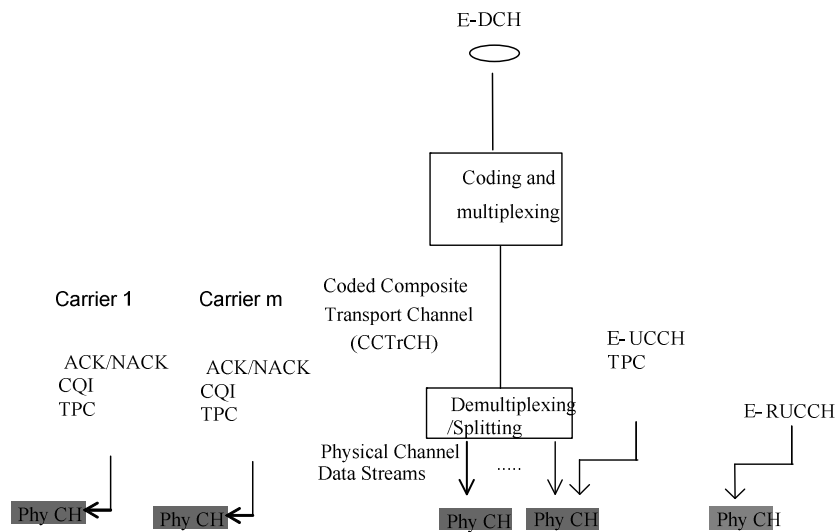 E-DCH
Coding and
multiplexing
Carrier 1
Carrier m
Coded Composite
Transport Channel
(CCTrCH)
ACK/NACK
CQI
TPC
ACK/NACK
CQI
TPC
E-UCCH
TPC
Demultiplexing
/Splitting
E-RUCCH
Physical Channel
Data Streams
.....
Phy CH
Phy CH
Phy CH
Phy CH
Phy CH